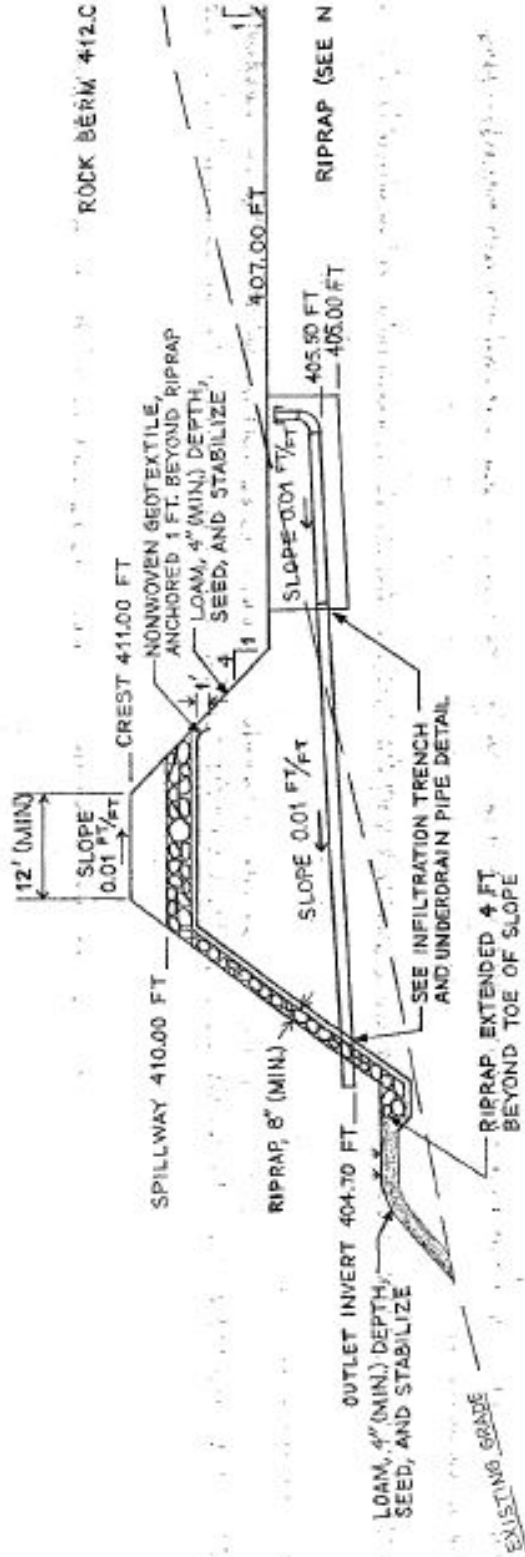 12' (MIN)
SLOPE
0.01 FT/FT
CREST 411.00 FT
NONWOVEN GEOTEXTILE,
ANCHORED 1 FT. BEYOND RIPRAP
LOAM, 4" (MIN.) DEPTH,
SEED, AND STABILIZE
ROCK BERM 412.0
SPILLWAY 410.00 FT
1'
4
1
1
407.00 FT
RIPRAP, 8" (MIN.)
SLOPE 0.01 FT/FT
SLOPE 0.01 FT/FT
405.50 FT
405.00 FT
RIPRAP (SEE N
OUTLET INVERT 404.70 FT
LOAM, 4" (MIN.) DEPTH,
SEED, AND STABILIZE
SEE INFILTRATION TRENCH
AND UNDERDRAIN PIPE DETAIL
RIPRAP EXTENDED 4 FT.
BEYOND TOE OF SLOPE
EXISTING GRADE